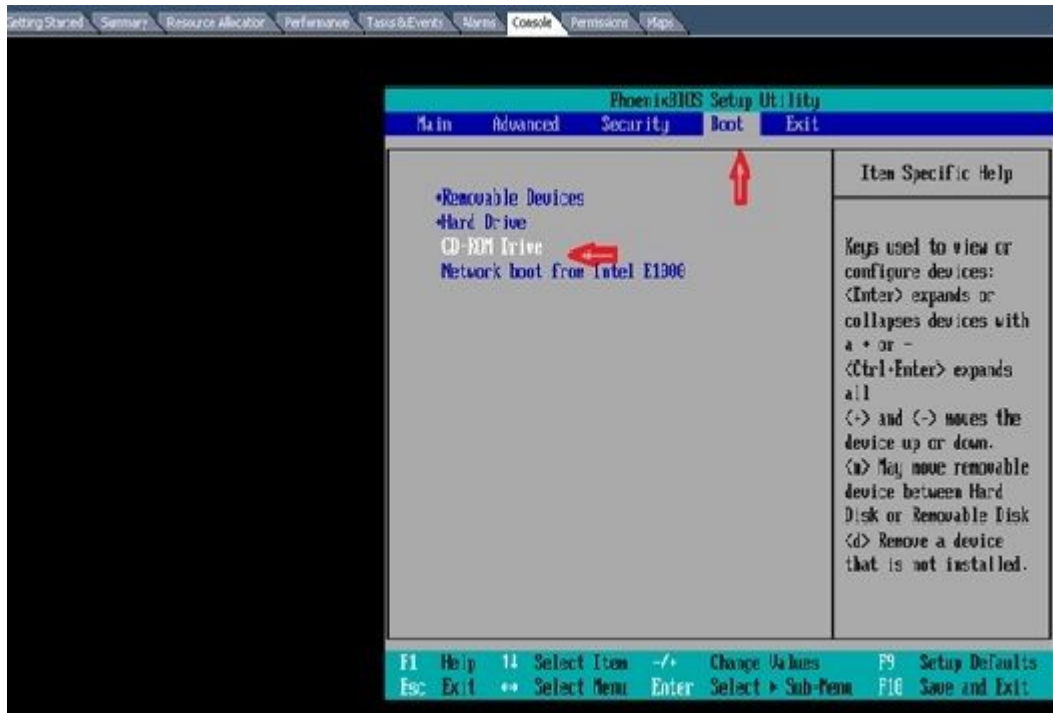 Getting Started Summary Resource Allocation Performance Tasks & Events Alarms Console Permissions Maps
PhoenixBIOS Setup Utility
Main Advanced Security Boot Exit
Item Specific Help
+Removable Devices
+Hard Drive
CD-ROM Drive
Network boot from Intel E1000
Keys used to view or
configure devices:
<Enter> expands or
collapses devices with
a + or -
<Ctrl+Enter> expands
all
<+> and <-> moves the
device up or down.
<n> May move removable
device between Hard
Disk or Removable Disk
<d> Remove a device
that is not installed.
F1 Help ↑↓ Select Item -/+ Change Values F9 Setup Defaults
Esc Exit ↔ Select Menu Enter Select ▶ Sub-Menu F10 Save and Exit